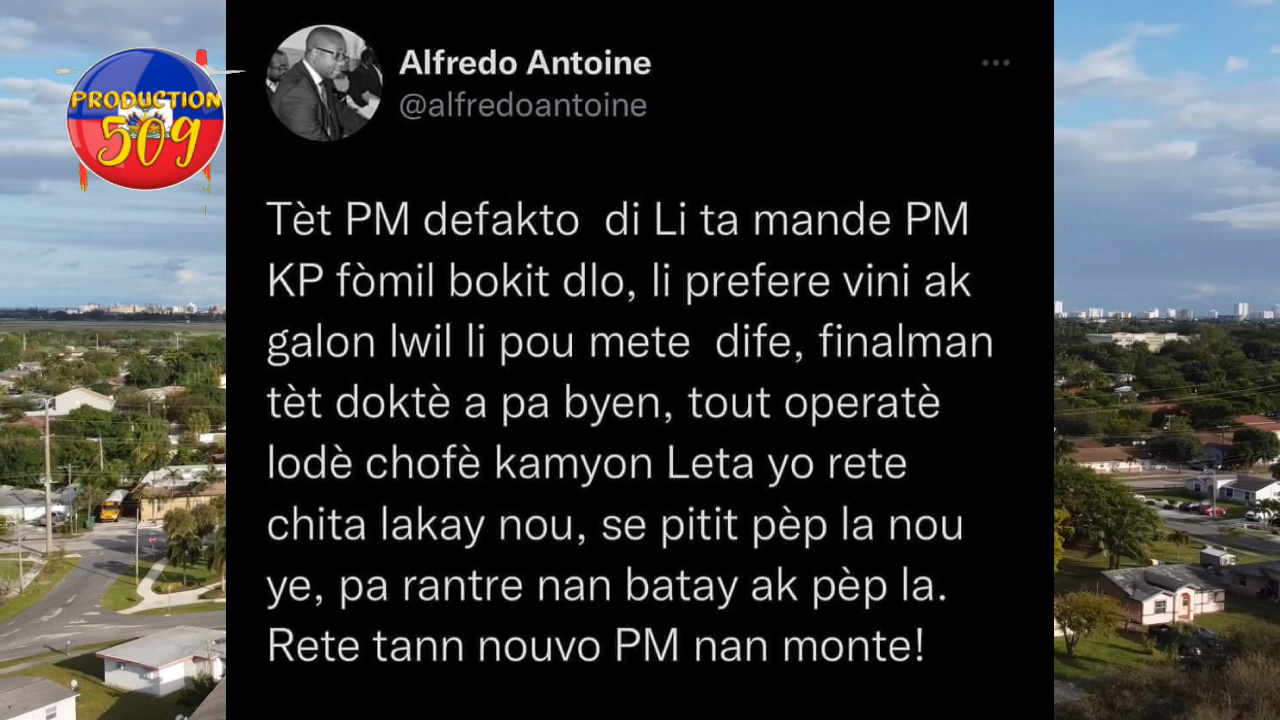 PRODUCTION
509
Alfredo Antoine
@alfredoantoine
Tèt PM defakto  di Li ta mande PM
KP fòmil bokit dlo, li prefere vini ak
galon lwil li pou mete  dife, finalman
tèt doktè a pa byen, tout operatè
lodè chofè kamyon Leta yo rete
chita lakay nou, se pitit pèp la nou
ye, pa rantre nan batay ak pèp la.
Rete tann nouvo PM nan monte!